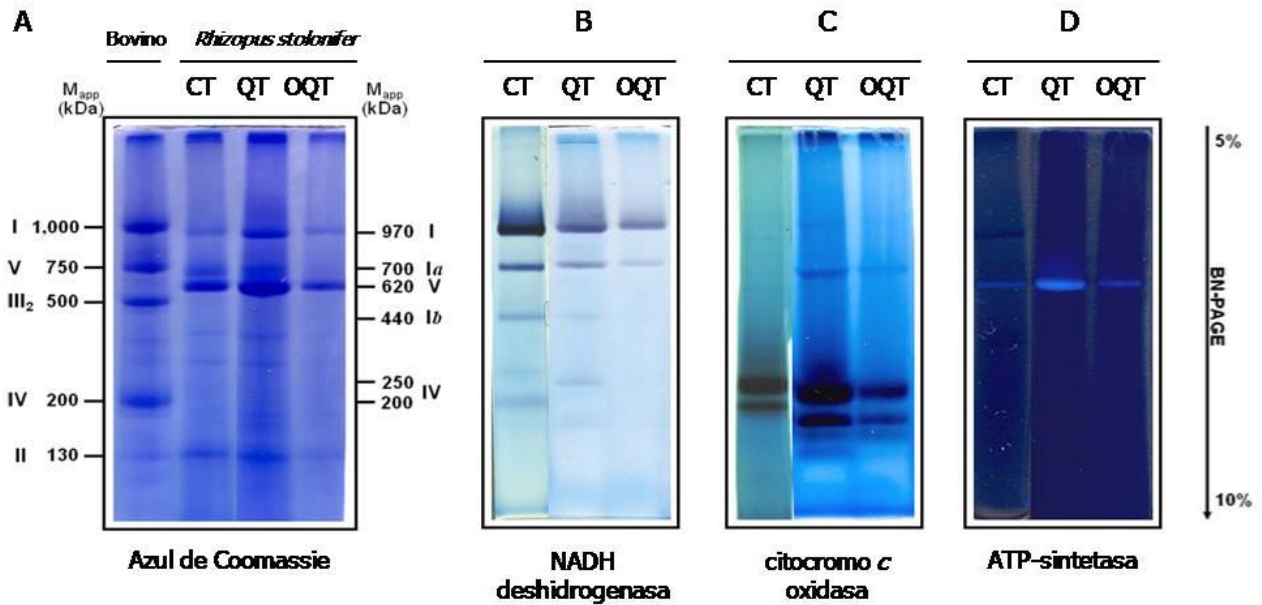 A
B
C
D
Bovino
Rhizopus stolonifer
M_app
(kDa)
CT QT OQT
M_app
(kDa)
CT QT OQT
CT QT OQT
CT QT OQT
I 1,000
V 750
III₂ 500
IV 200
II 130
970 I
700 Ia
620 V
440 Ib
250
IV
200
5%
BN-PAGE
10%
Azul de Coomassie
NADH
deshidrogenasa
citocromo c
oxidasa
ATP-sintetasa